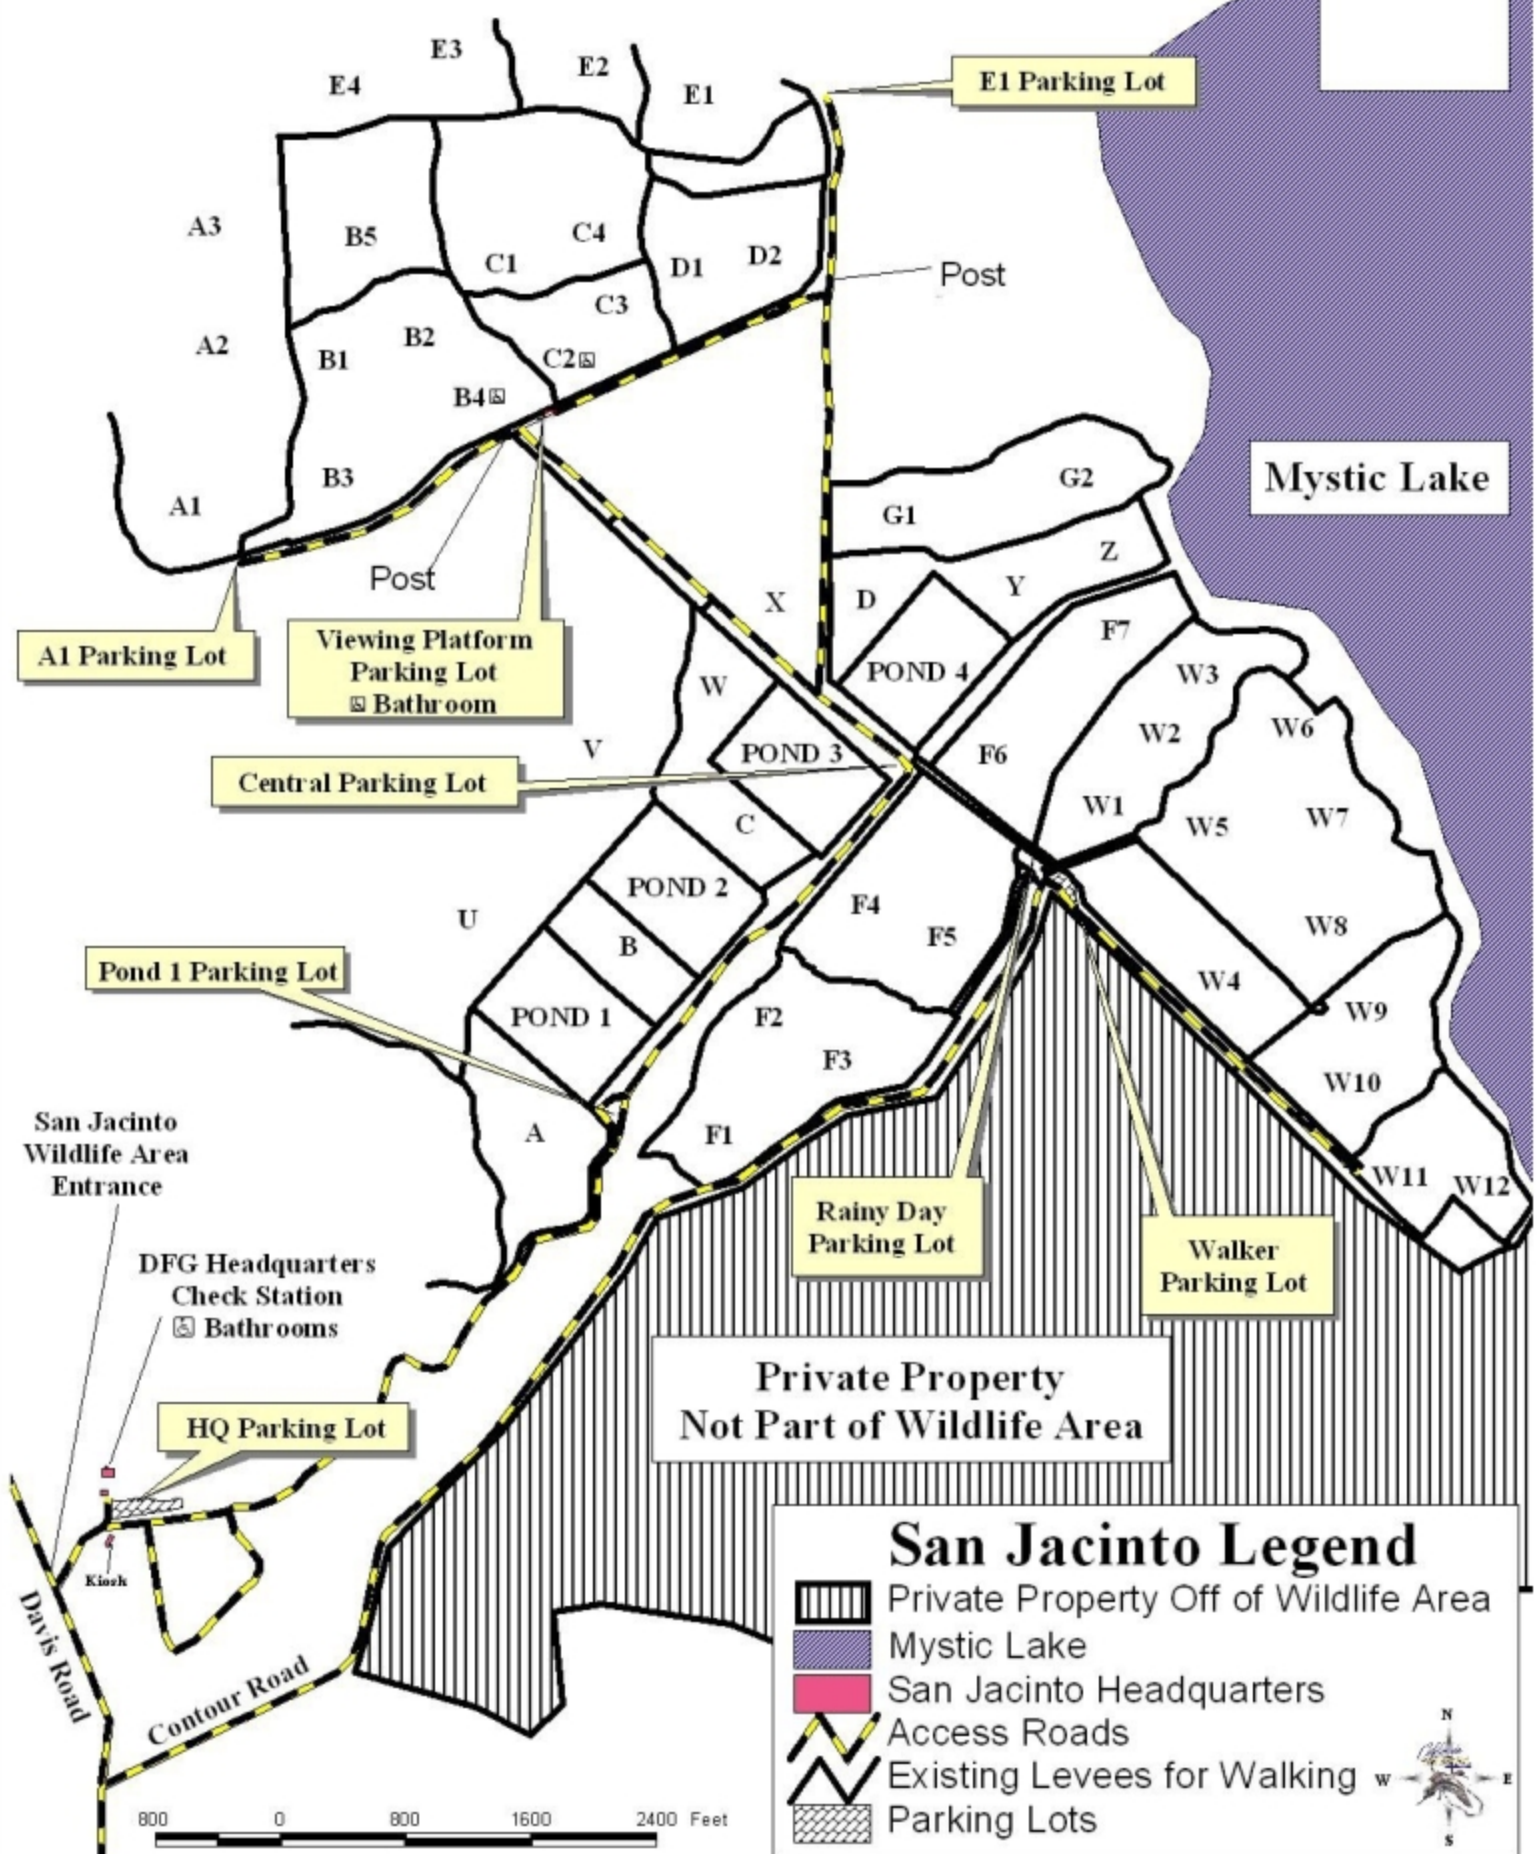 E3
E2
E4
E1
E1 Parking Lot
A3
B5
C4
C1
D1
D2
Post
C3
A2
B2
B1
C2
B4
Mystic Lake
G2
B3
A1
G1
Z
Post
Y
X
D
F7
Viewing Platform
Parking Lot
Bathroom
A1 Parking Lot
POND 4
W3
W
W6
W2
V
POND 3
F6
Central Parking Lot
W1
W7
C
W5
POND 2
F4
U
W8
F5
B
Pond 1 Parking Lot
W4
POND 1
F2
W9
F3
W10
San Jacinto
Wildlife Area
Entrance
A
F1
W11
W12
Rainy Day
Parking Lot
Walker
Parking Lot
DFG Headquarters
Check Station
Bathrooms
Private Property
Not Part of Wildlife Area
HQ Parking Lot
Kiosk
Davis Road
Contour Road
San Jacinto Legend
Private Property Off of Wildlife Area
Mystic Lake
San Jacinto Headquarters
Access Roads
Existing Levees for Walking
Parking Lots
N
W
E
S
800 0 800 1600 2400 Feet